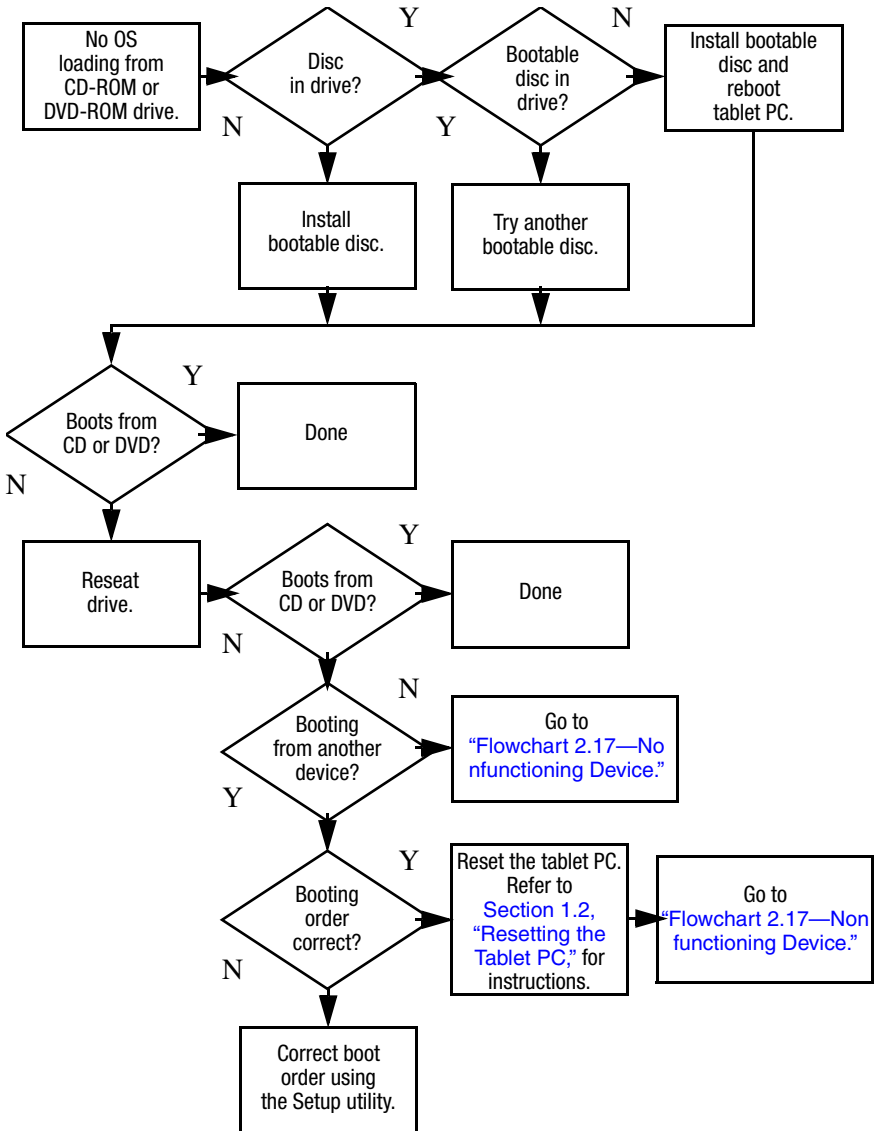 No OS
loading from
CD-ROM or
DVD-ROM drive.
Disc
in drive?
Y
N
Bootable
disc in
drive?
N
Y
Install bootable
disc and
reboot
tablet PC.
Install
bootable disc.
Try another
bootable disc.
Boots from
CD or DVD?
Y
N
Done
Reseat
drive.
Boots from
CD or DVD?
Y
N
Done
Booting
from another
device?
N
Y
Go to
“Flowchart 2.17—No
nfunctioning Device.”
Booting
order
correct?
Y
N
Reset the tablet PC.
Refer to
Section 1.2,
“Resetting the
Tablet PC,” for
instructions.
Go to
“Flowchart 2.17—Non
functioning Device.”
Correct boot
order using
the Setup utility.